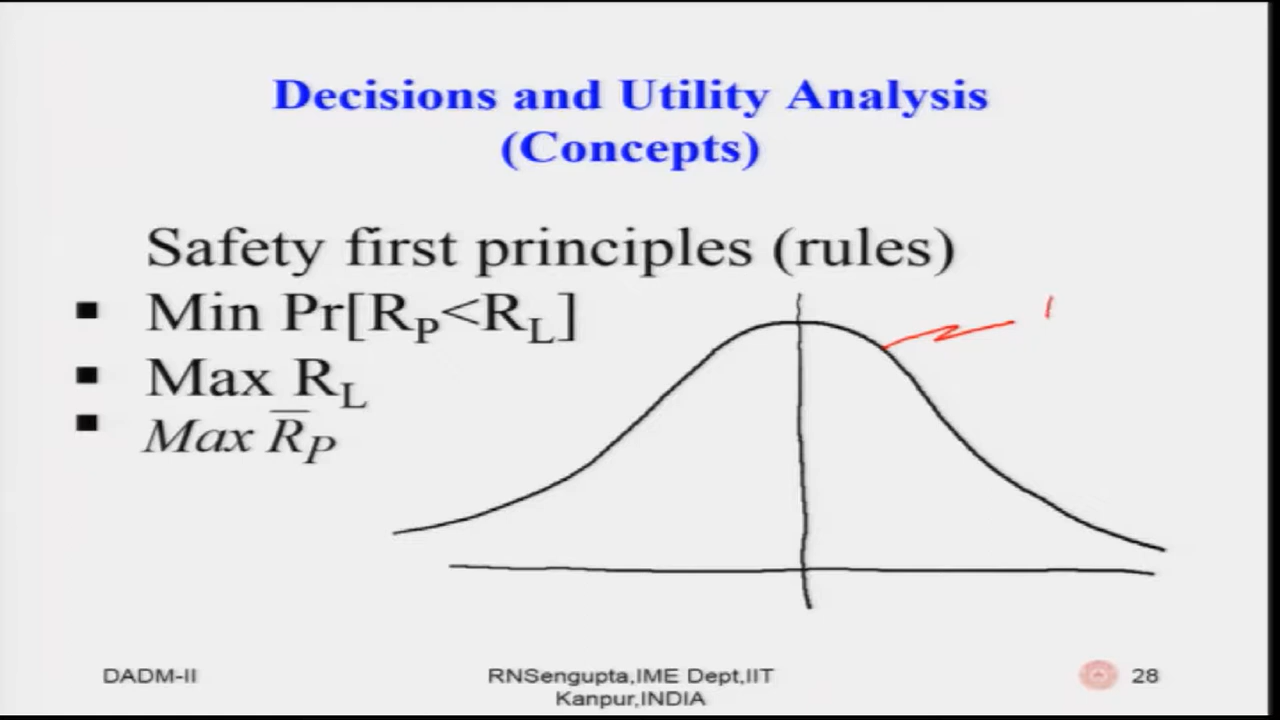 Decisions and Utility Analysis
(Concepts)
Safety first principles (rules)
▪ Min Pr[R_P<R_L]
▪ Max R_L
▪ Max R̅_P
DADM-II
RNSengupta,IME Dept,IIT
Kanpur,INDIA
28